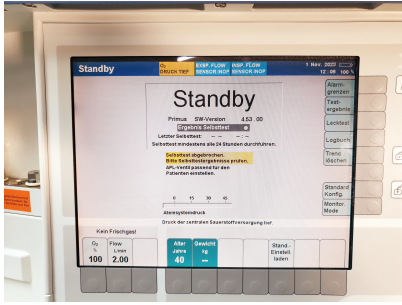 Standby
O₂ DRUCK TIEF
EXSP. FLOW SENSOR INOP
INSP. FLOW SENSOR INOP
1 Nov. 2023
12 : 08 100 %
Standby
Primus SW-Version 4.53 .00
Ergebnis Selbsttest
Letzter Selbsttest: -- . -- -- : --
Selbsttest mindestens alle 24 Stunden durchführen.
Selbsttest abgebrochen.
Bitte Selbsttestergebnisse prüfen.
APL-Ventil passend für den
Patienten einstellen.
0 15 30 45
Atemsystemdruck
Druck der zentralen Sauerstoffversorgung tief.
Alarm-
grenzen
Test-
ergebnis
Lecktest
Logbuch
Trend
löschen
Standard
Konfig.
Monitor.
Mode
Kein Frischgas!
O₂
%
100
Flow
L/min
2.00
Alter
Jahre
40
Gewicht
kg
--
Stand.-
Einstell
laden